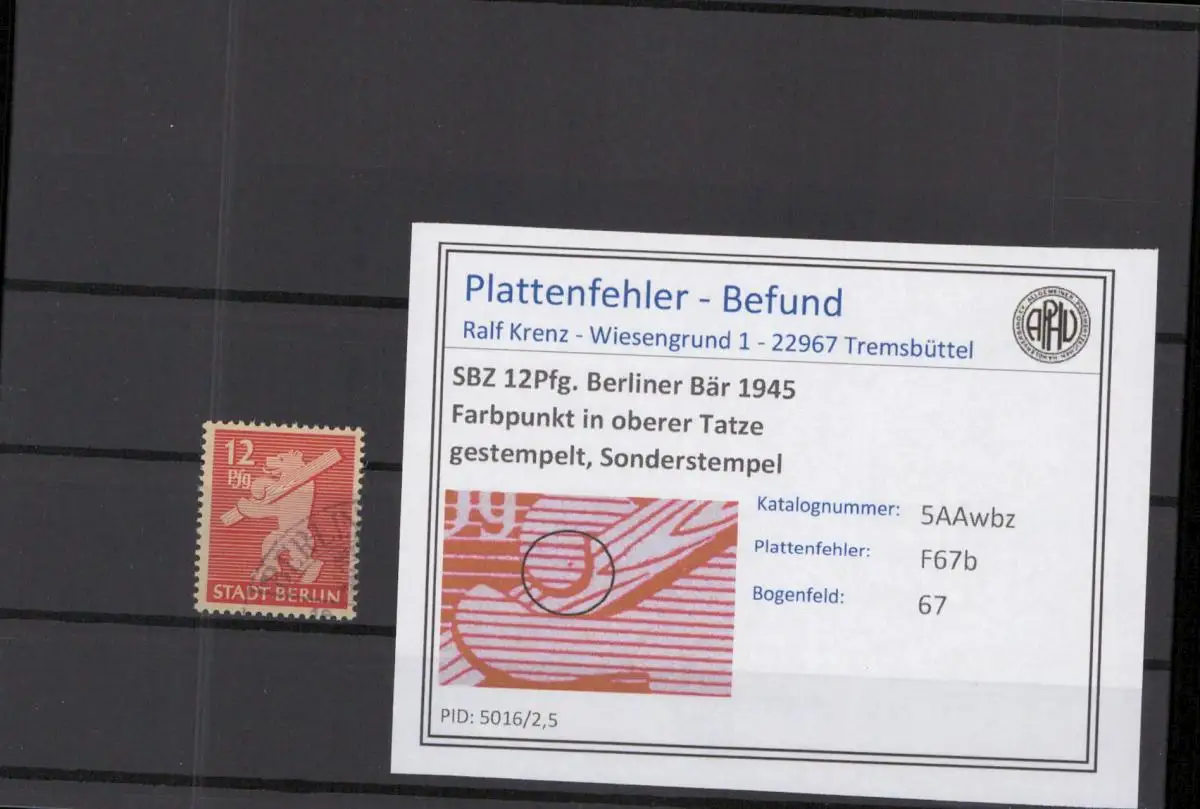 12
Pfg
STADT BERLIN
Plattenfehler - Befund
Ralf Krenz - Wiesengrund 1 - 22967 Tremsbüttel
APHV
SBZ 12Pfg. Berliner Bär 1945
Farbpunkt in oberer Tatze
gestempelt, Sonderstempel
Katalognummer: 5AAwbz
Plattenfehler: F67b
Bogenfeld: 67
PID: 5016/2,5